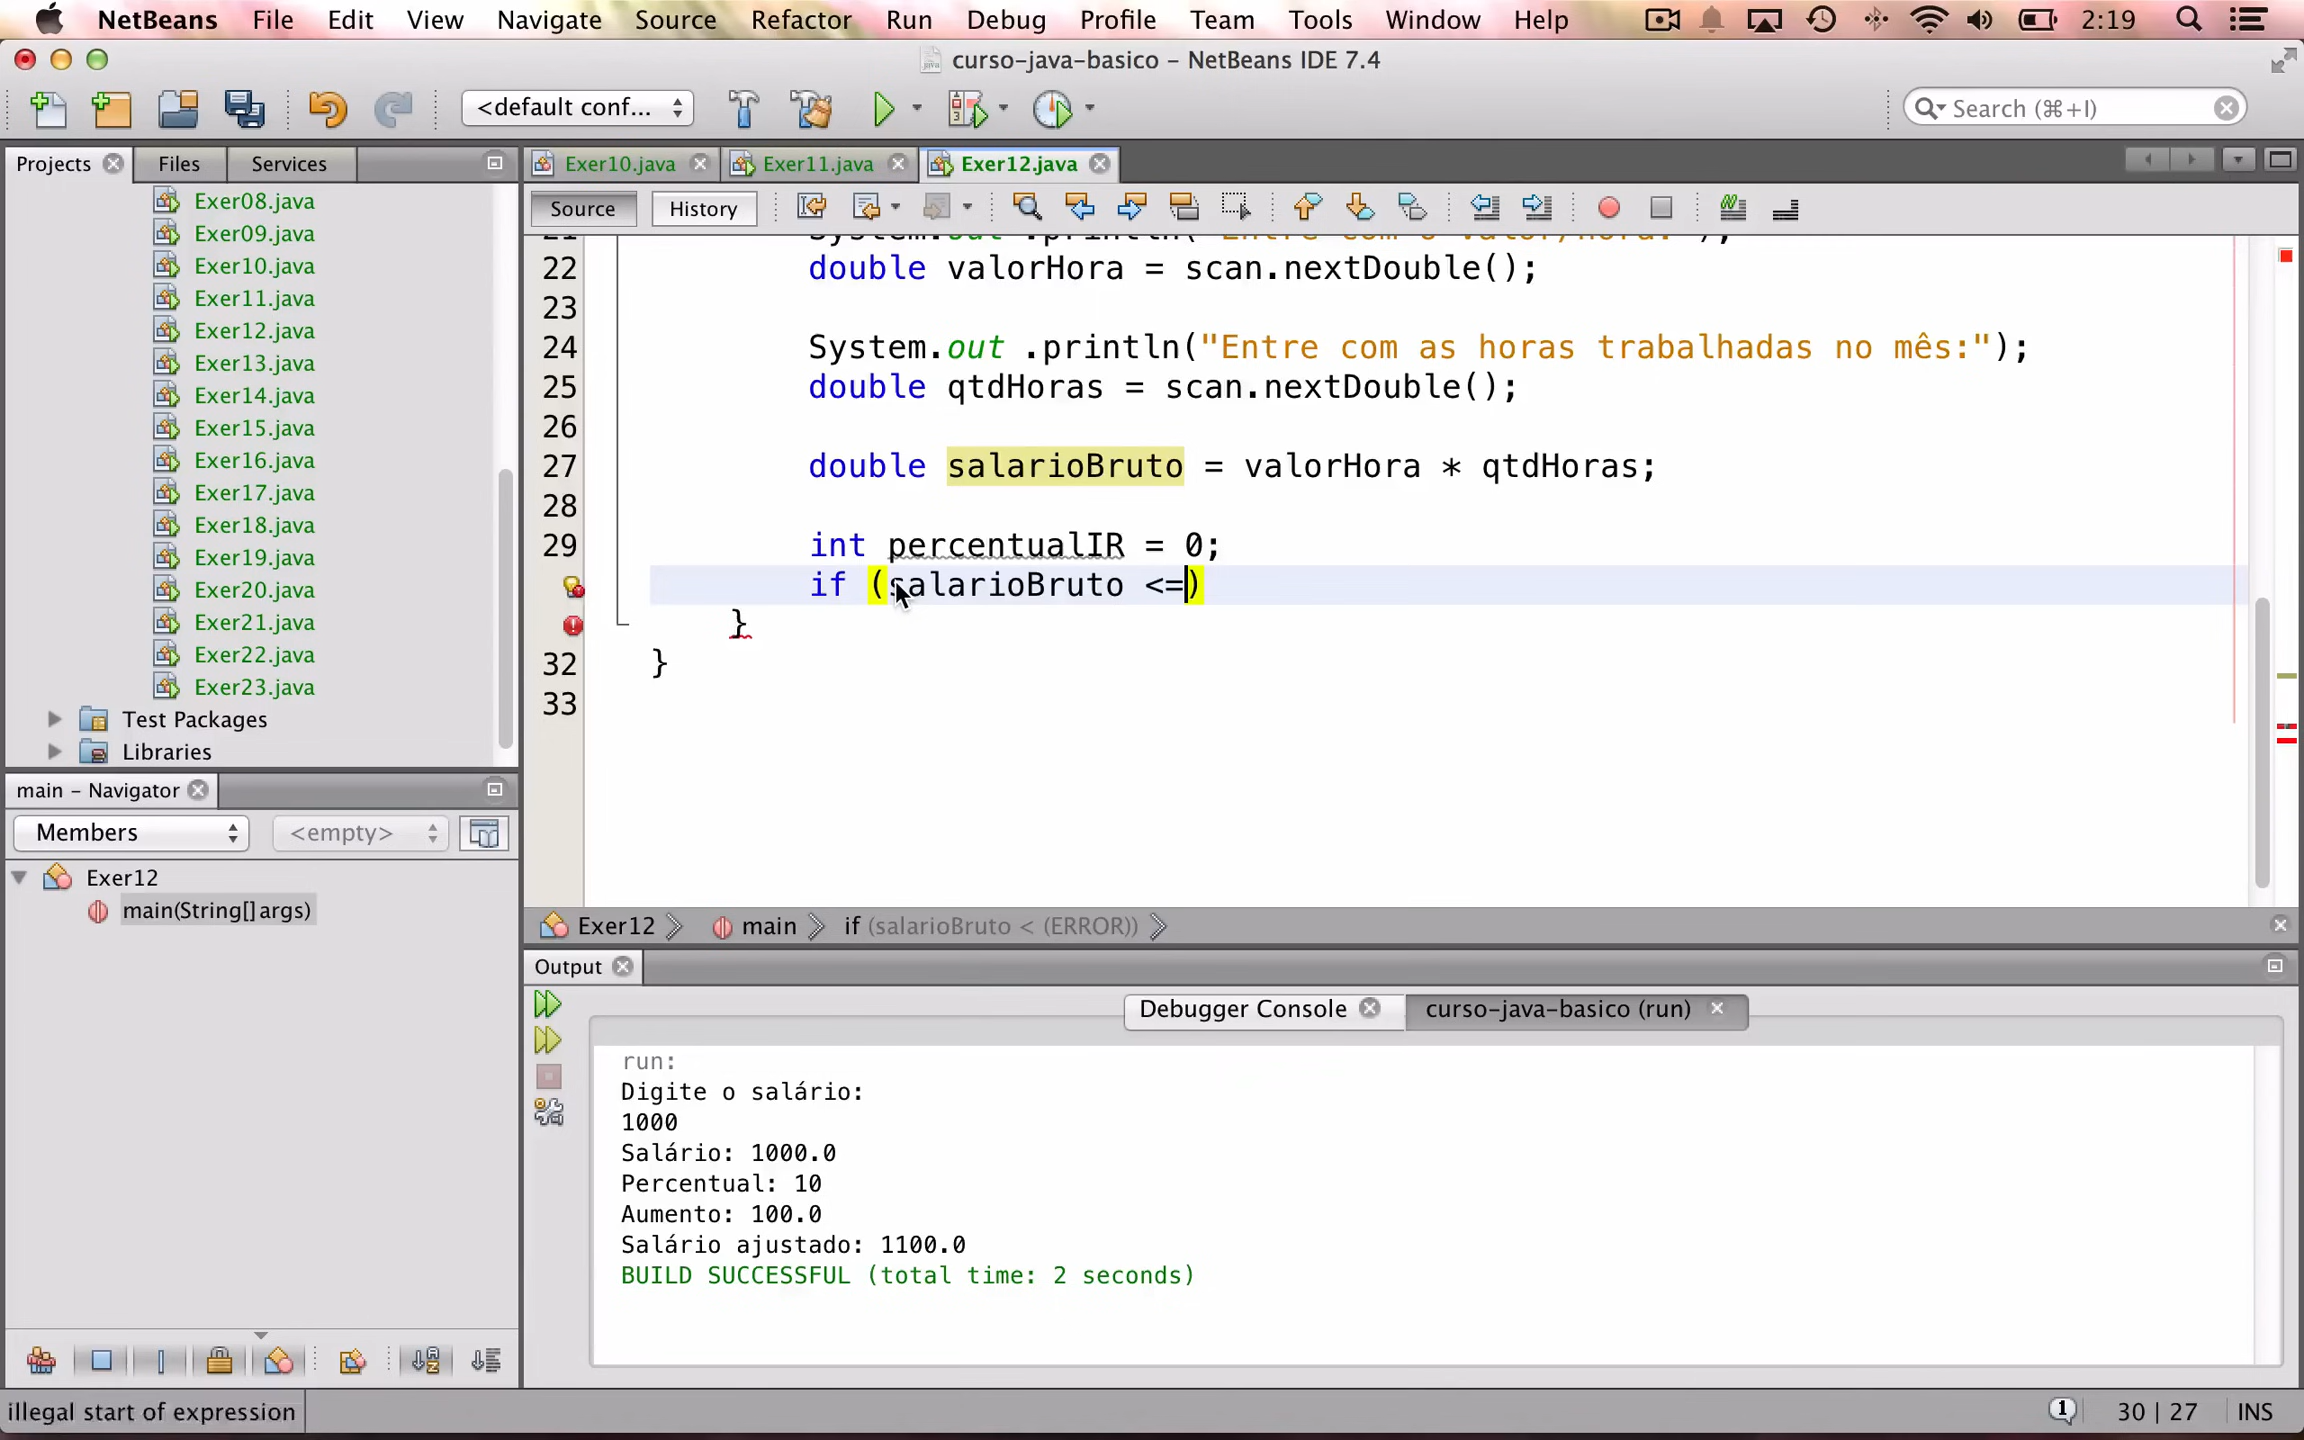 NetBeans File Edit View Navigate Source Refactor Run Debug Profile Team Tools Window Help 2:19
curso-java-basico - NetBeans IDE 7.4
<default conf... Search (⌘+I)
Projects Files Services
Exer10.java Exer11.java Exer12.java
Source History
Exer08.java
Exer09.java
Exer10.java
Exer11.java
Exer12.java
Exer13.java
Exer14.java
Exer15.java
Exer16.java
Exer17.java
Exer18.java
Exer19.java
Exer20.java
Exer21.java
Exer22.java
Exer23.java
Test Packages
Libraries
System.out .println("Entre com o valor/hora:");
22 double valorHora = scan.nextDouble();
23
24 System.out .println("Entre com as horas trabalhadas no mês:");
25 double qtdHoras = scan.nextDouble();
26
27 double salarioBruto = valorHora * qtdHoras;
28
29 int percentualIR = 0;
if (salarioBruto <=)
}
32 }
33
main - Navigator
Members <empty>
Exer12
main(String[] args)
Exer12 main if (salarioBruto < (ERROR))
Output
Debugger Console curso-java-basico (run)
run:
Digite o salário:
1000
Salário: 1000.0
Percentual: 10
Aumento: 100.0
Salário ajustado: 1100.0
BUILD SUCCESSFUL (total time: 2 seconds)
illegal start of expression 1 30 | 27 INS